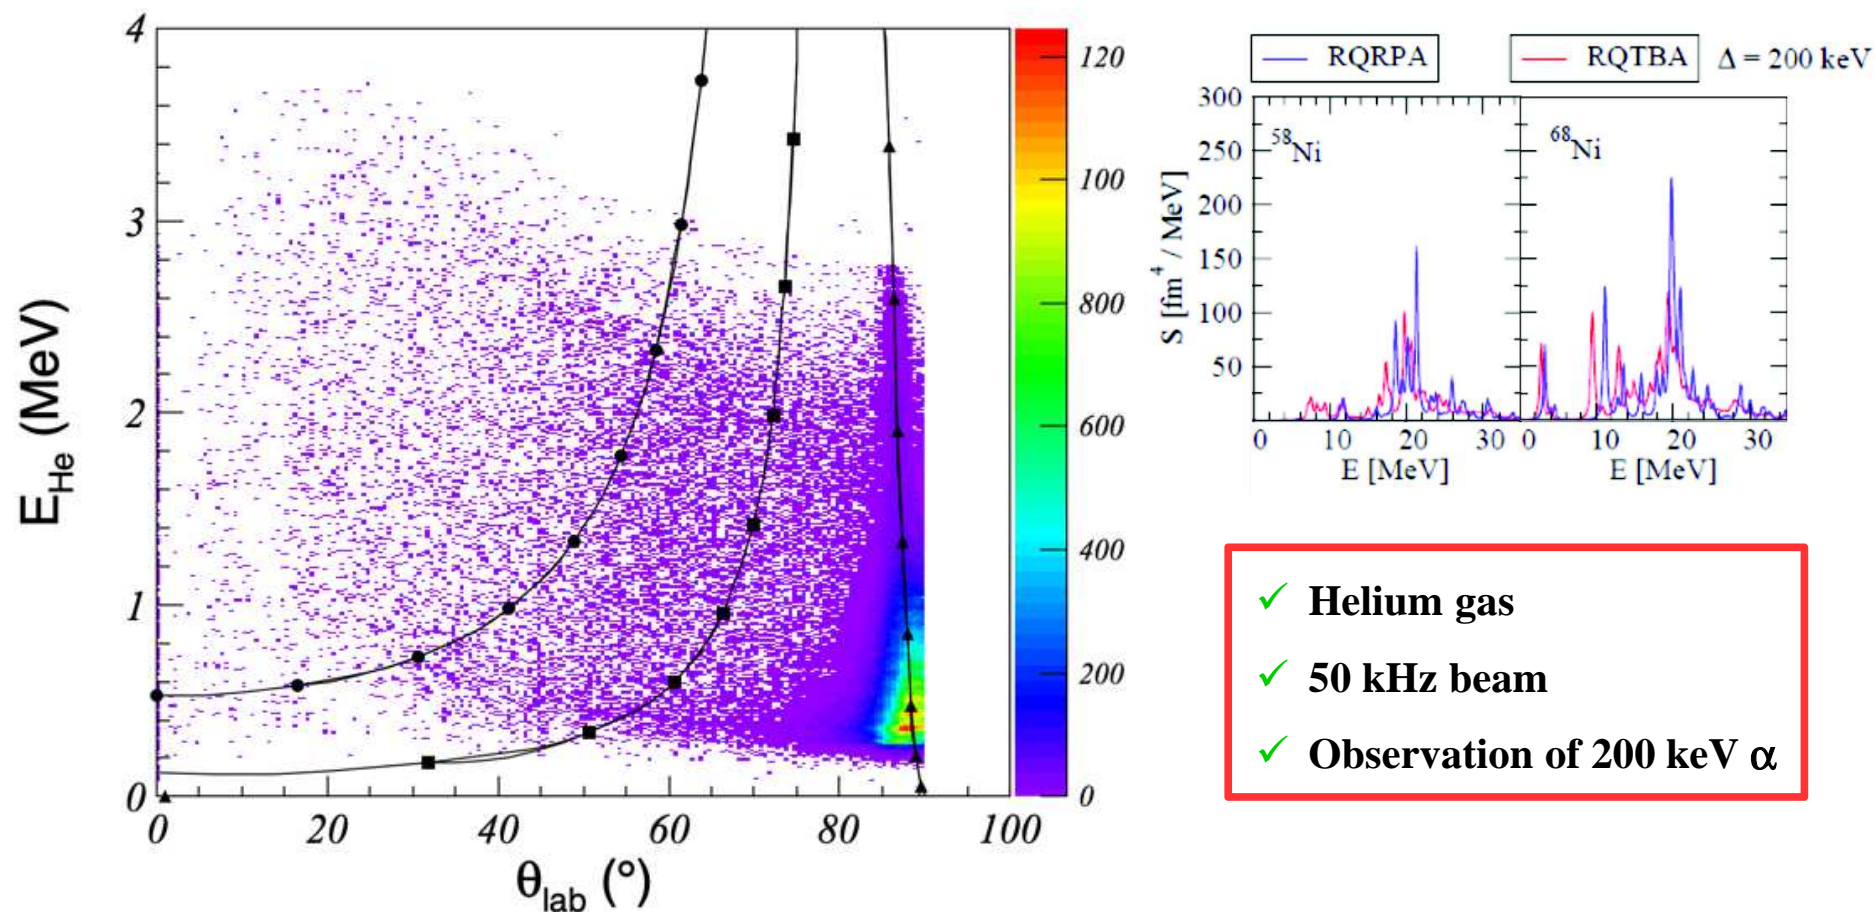 4
3
2
1
0
E_He (MeV)
0 20 40 60 80 100
θ_lab (°)
120
100
800
600
400
200
0
RQRPA RQTBA Δ = 200 keV
300
250
200
150
100
50
S [fm⁴ / MeV]
⁵⁸Ni ⁶⁸Ni
0 10 20 30 0 10 20 30
E [MeV] E [MeV]
✓ Helium gas
✓ 50 kHz beam
✓ Observation of 200 keV α